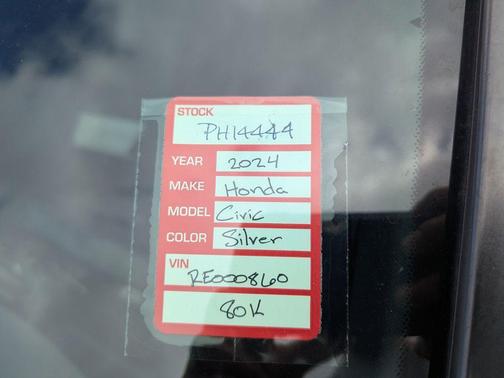 STOCK
PH14444
YEAR 2024
MAKE Honda
MODEL Civic
COLOR Silver
VIN
RE000860
80K